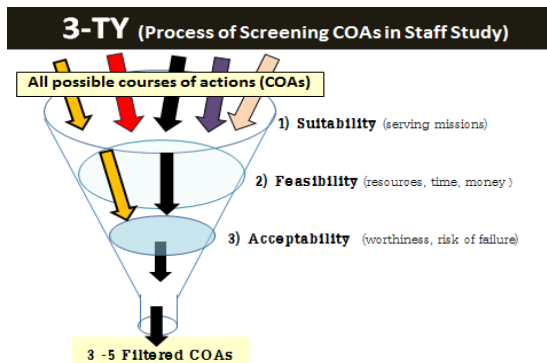 3-TY (Process of Screening COAs in Staff Study)
All possible courses of actions (COAs)
1) Suitability (serving missions)
2) Feasibility (resources, time, money )
3) Acceptability (worthiness, risk of failure)
3 -5 Filtered COAs